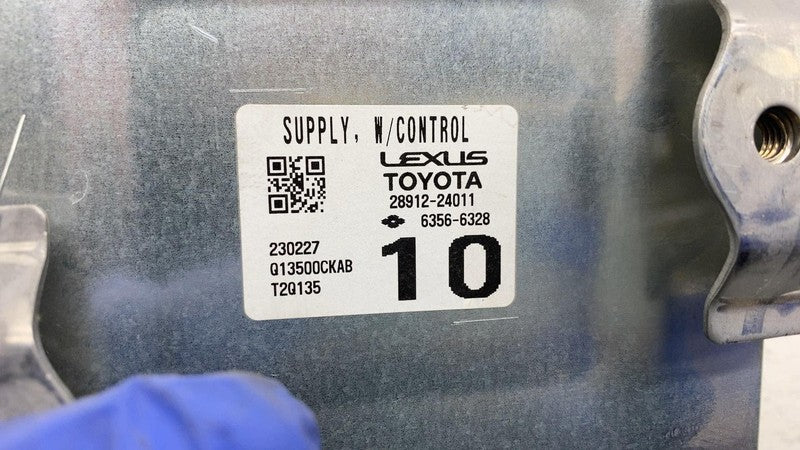 SUPPLY, W/CONTROL
LEXUS
TOYOTA
28912-24011
6356-6328
230227
Q13500CKAB
T2Q135
10